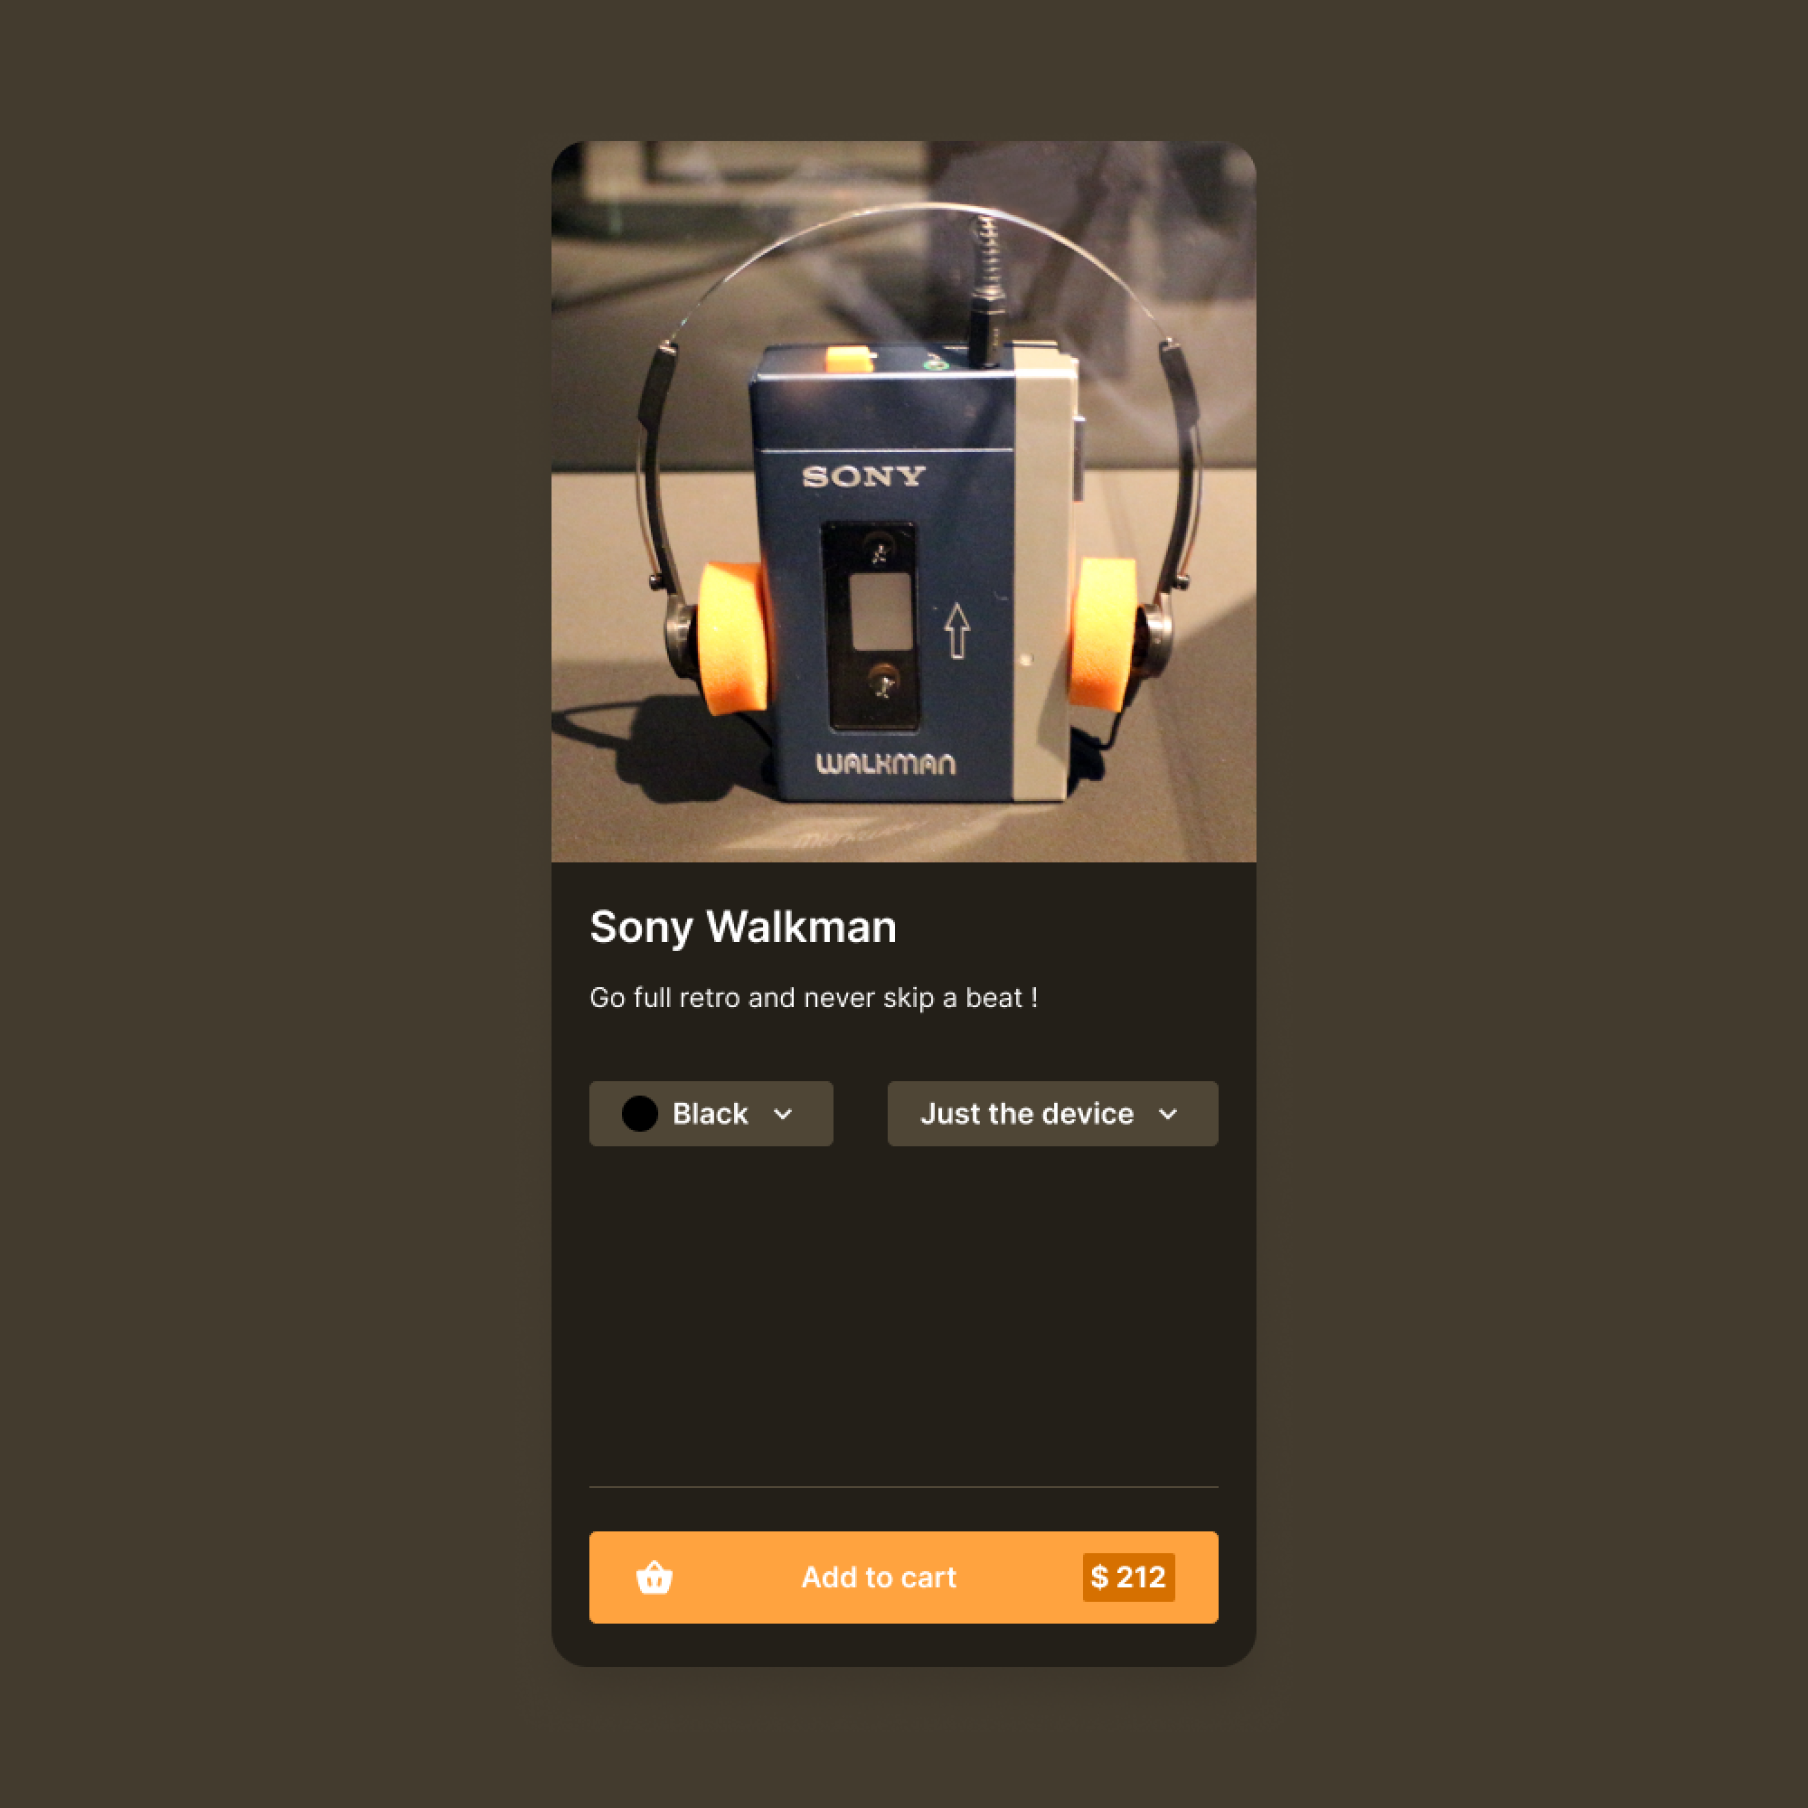 SONY
WALKMAN
Sony Walkman
Go full retro and never skip a beat !
Black
Just the device
Add to cart
$ 212